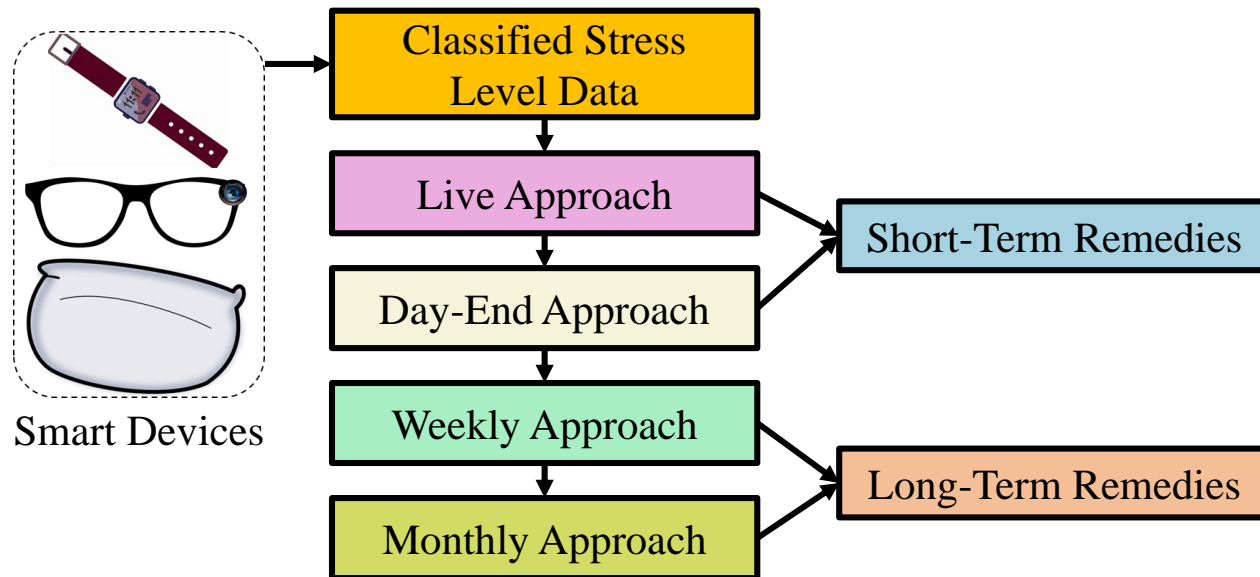 Classified Stress
Level Data
Live Approach
Short-Term Remedies
Day-End Approach
Smart Devices
Weekly Approach
Long-Term Remedies
Monthly Approach